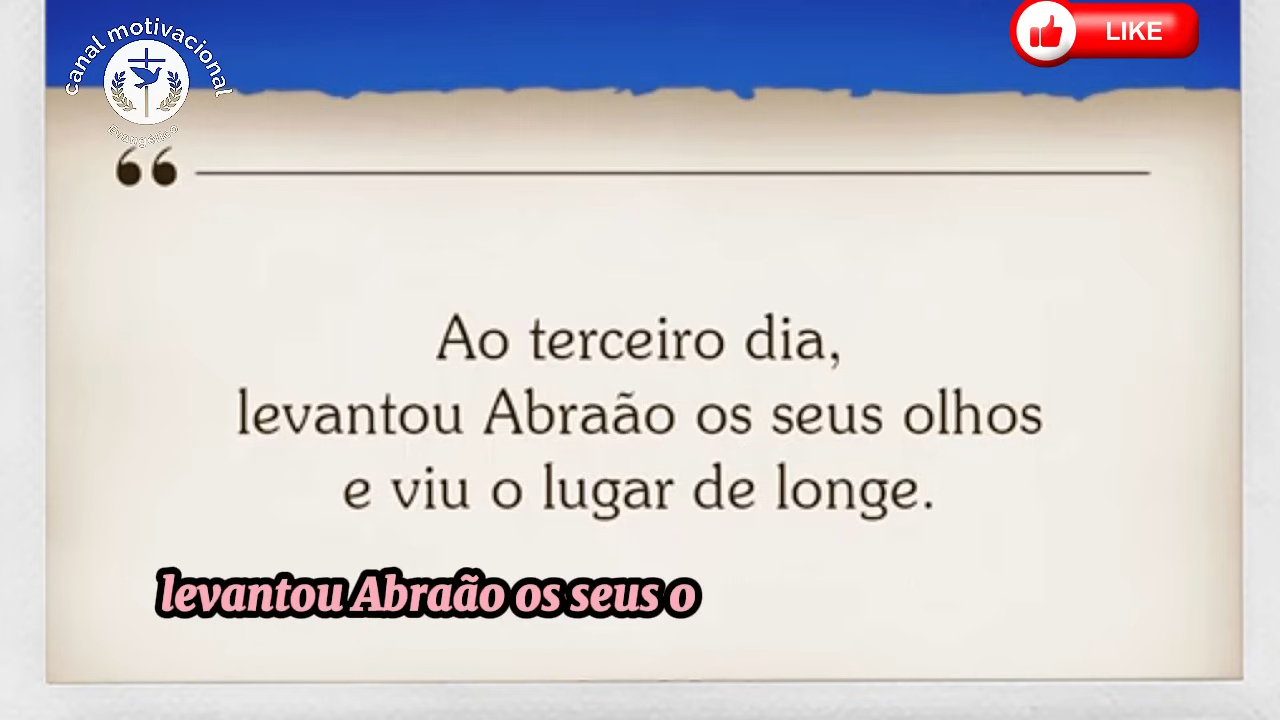 canal motivacional
evangélico
LIKE
“
Ao terceiro dia,
levantou Abraão os seus olhos
e viu o lugar de longe.
levantou Abraão os seus o